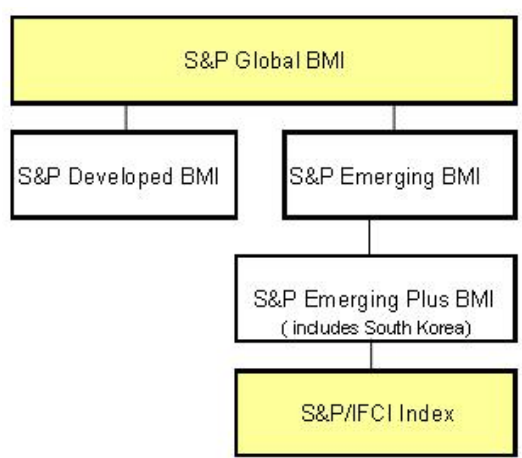 S&P Global BMI
S&P Developed BMI
S&P Emerging BMI
S&P Emerging Plus BMI
( includes South Korea)
S&P/IFCI Index